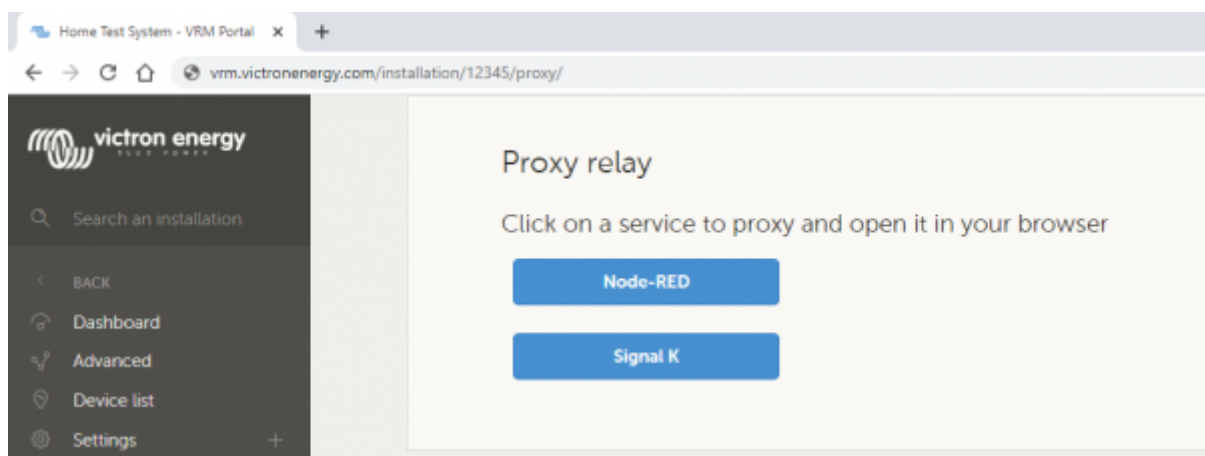 Home Test System - VRM Portal
vrm.victronenergy.com/installation/12345/proxy/
victron energy
BLUE POWER
Search an installation
BACK
Dashboard
Advanced
Device list
Settings
Proxy relay
Click on a service to proxy and open it in your browser
Node-RED
Signal K